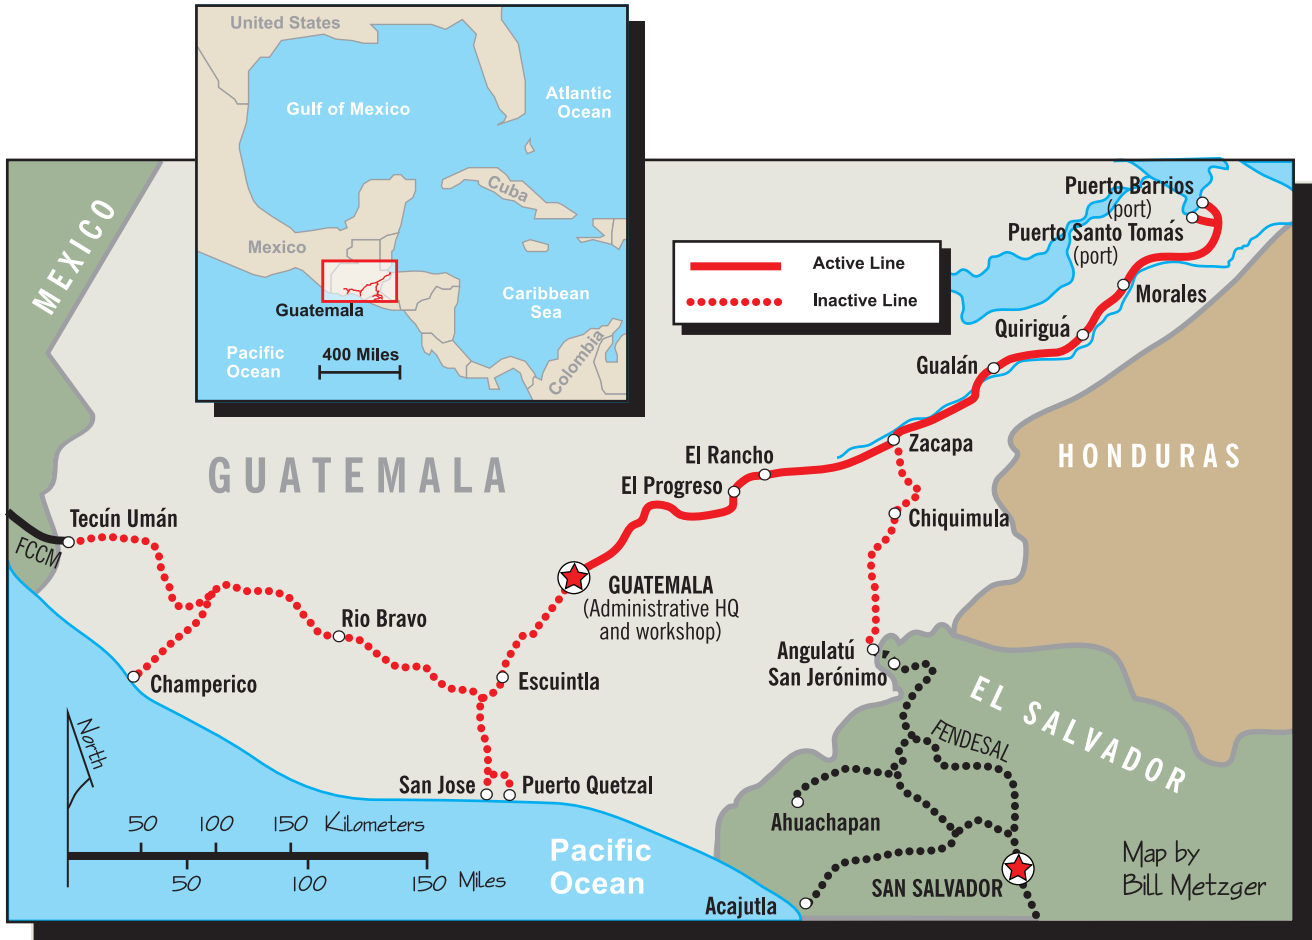 United States
Gulf of Mexico
Atlantic
Ocean
Cuba
Mexico
Caribbean
Sea
Guatemala
Pacific
Ocean
400 Miles
Colombia
MEXICO
Puerto Barrios
(port)
Puerto Santo Tomás
(port)
Active Line
Inactive Line
Morales
Quiriguá
Gualán
Zacapa
HONDURAS
El Rancho
El Progreso
GUATEMALA
Chiquimula
Tecún Umán
FCCM
GUATEMALA
(Administrative HQ
and workshop)
Rio Bravo
Angulatú
San Jerónimo
Escuintla
Champerico
EL SALVADOR
FENDESAL
North
San Jose
Puerto Quetzal
Ahuachapan
50 100 150 Kilometers
50 100 150 Miles
Pacific
Ocean
SAN SALVADOR
Acajutla
Map by
Bill Metzger